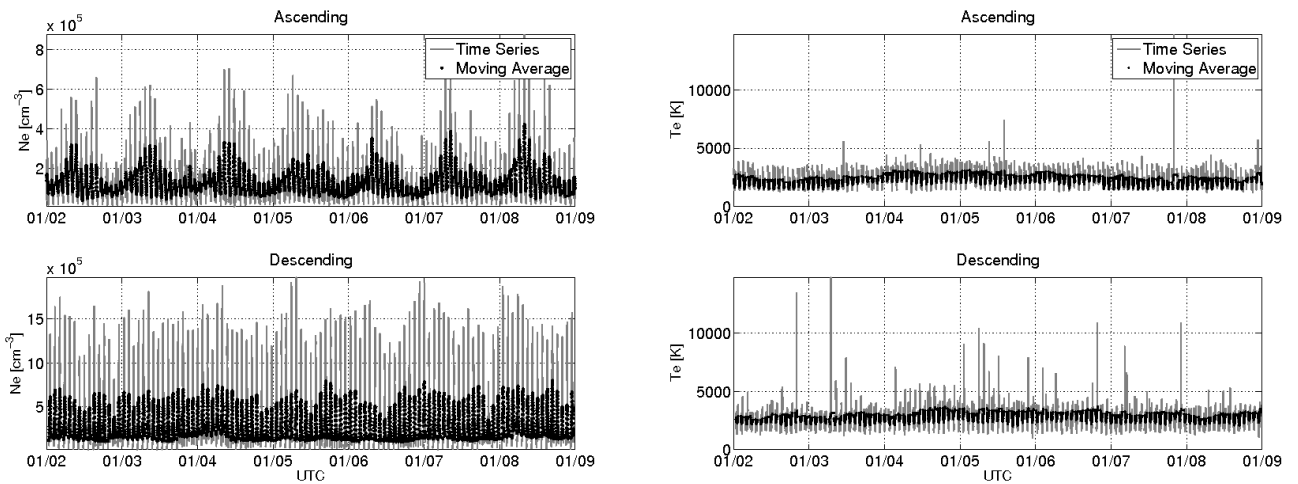 Ascending
x 10^5
Time Series
Moving Average
8
6
4
2
Ne [cm^-3]
01/02 01/03 01/04 01/05 01/06 01/07 01/08 01/09
Ascending
Time Series
Moving Average
10000
5000
0
Te [K]
01/02 01/03 01/04 01/05 01/06 01/07 01/08 01/09
Descending
x 10^5
15
10
5
Ne [cm^-3]
01/02 01/03 01/04 01/05 01/06 01/07 01/08 01/09
UTC
Descending
10000
5000
0
Te [K]
01/02 01/03 01/04 01/05 01/06 01/07 01/08 01/09
UTC